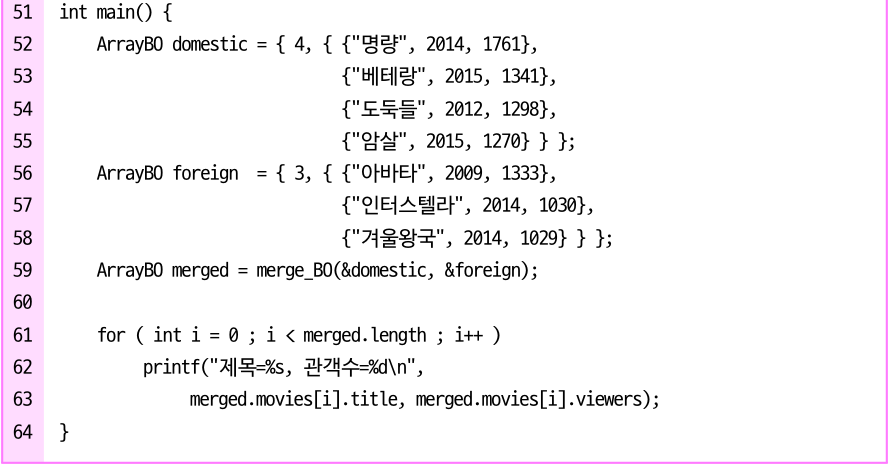 51 int main() {
52     ArrayBO domestic = { 4, { {"명량", 2014, 1761},
53                               {"베테랑", 2015, 1341},
54                               {"도둑들", 2012, 1298},
55                               {"암살", 2015, 1270} } };
56     ArrayBO foreign  = { 3, { {"아바타", 2009, 1333},
57                               {"인터스텔라", 2014, 1030},
58                               {"겨울왕국", 2014, 1029} } };
59     ArrayBO merged = merge_BO(&domestic, &foreign);
60
61     for ( int i = 0 ; i < merged.length ; i++ )
62          printf("제목=%s, 관객수=%d\n",
63               merged.movies[i].title, merged.movies[i].viewers);
64 }